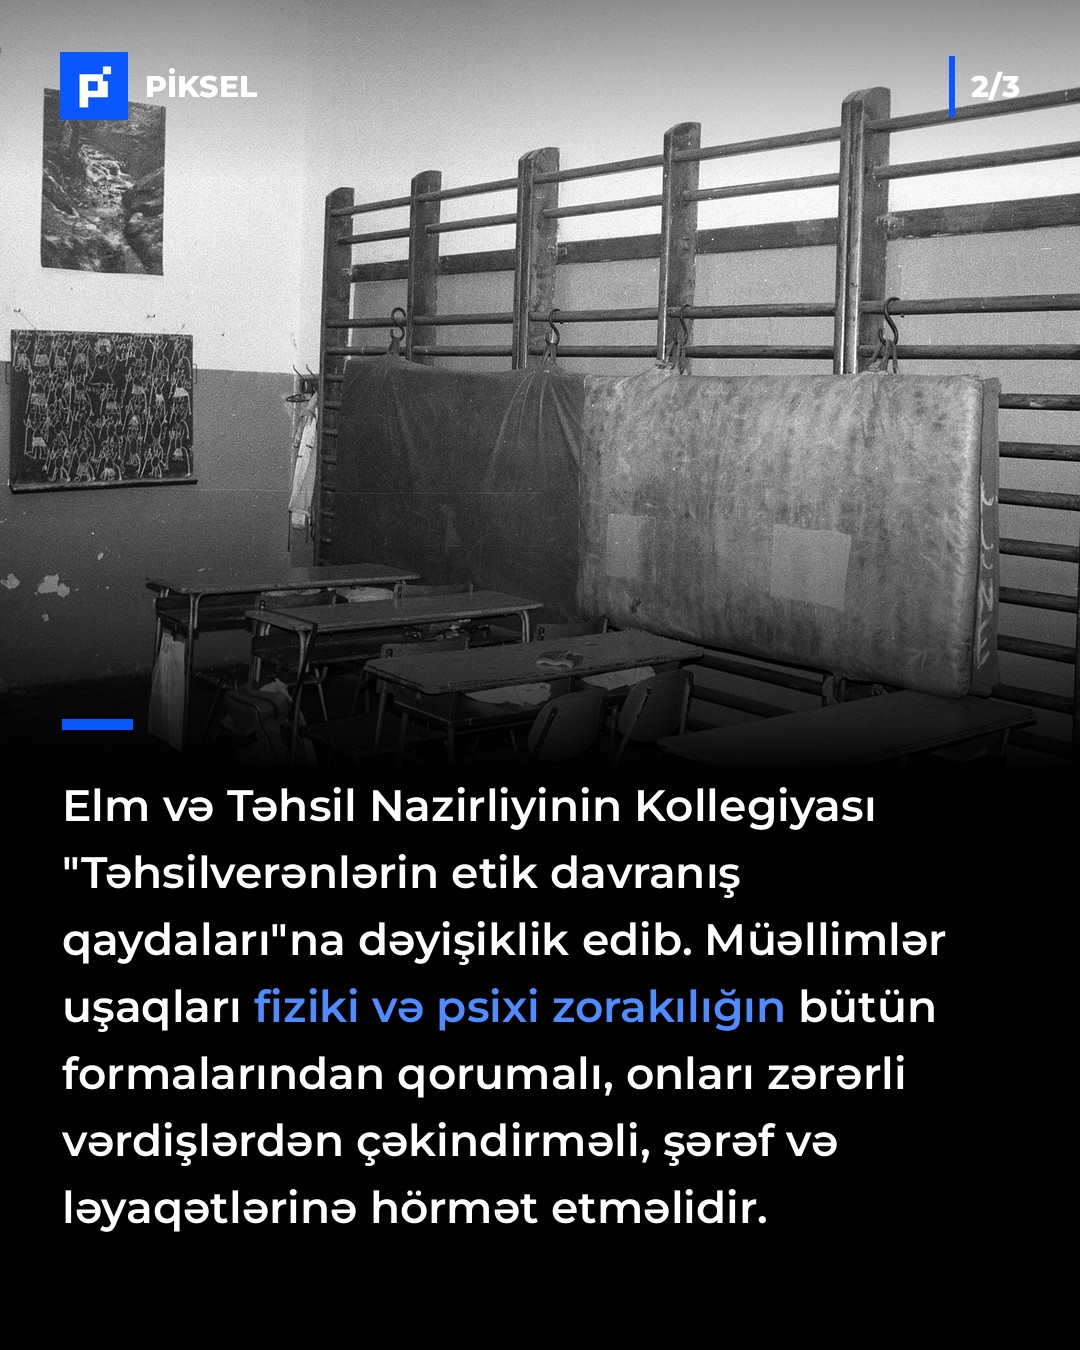 PİKSEL
2/3
Elm və Təhsil Nazirliyinin Kollegiyası
"Təhsilverənlərin etik davranış
qaydaları"na dəyişiklik edib. Müəllimlər
uşaqları fiziki və psixi zorakılığın bütün
formalarından qorumalı, onları zərərli
vərdişlərdən çəkindirməli, şərəf və
ləyaqətlərinə hörmət etməlidir.